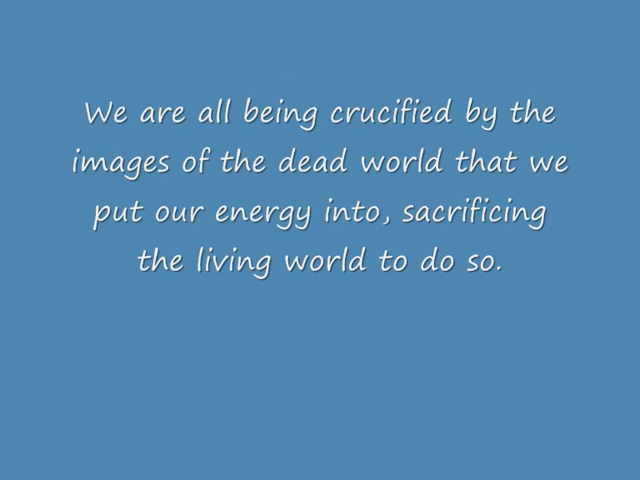 We are all being crucified by the
images of the dead world that we
put our energy into, sacrificing
the living world to do so.